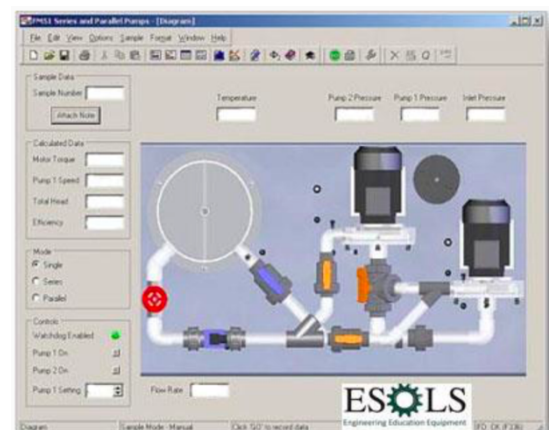 FMS1 Series and Parallel Pumps - [Diagram]
File Edit View Options Sample Format Window Help
Sample Data
Sample Number
Attach Note
Temperature
Pump 2 Pressure
Pump 1 Pressure
Inlet Pressure
Calculated Data
Motor Torque
Pump 1 Speed
Total Head
Efficiency
Mode
Single
Series
Parallel
Controls
Watchdog Enabled
Pump 1 On
Pump 2 On
Pump 1 Setting
Flow Rate
ESOLS
Engineering Education Equipment
Diagram
Sample Mode - Manual
Click 'GO' to record data